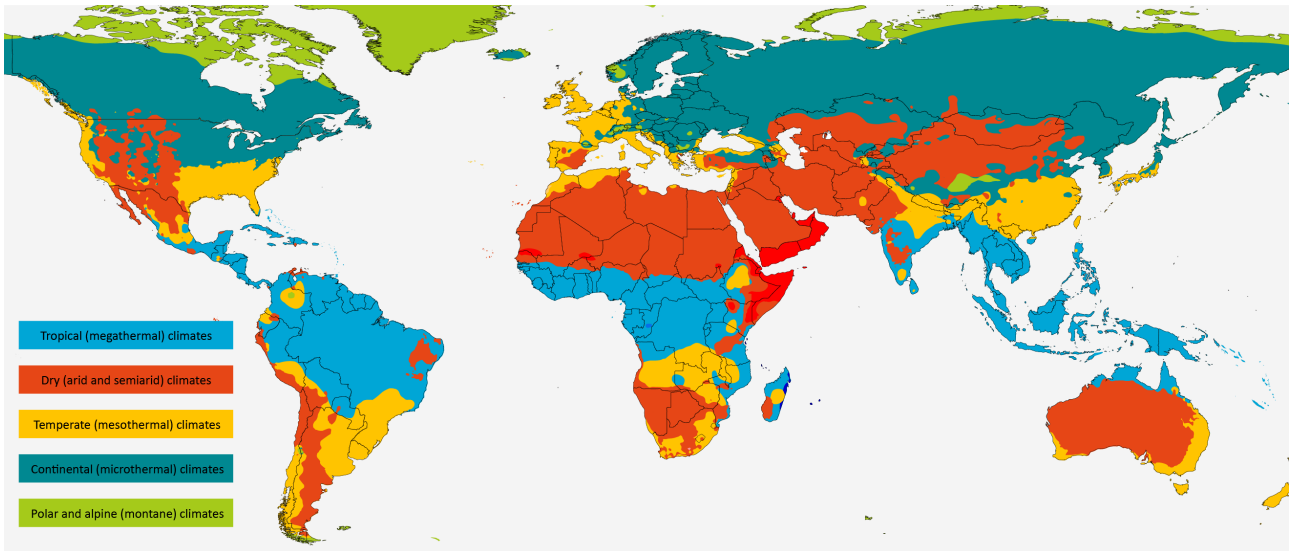 Tropical (megathermal) climates
Dry (arid and semiarid) climates
Temperate (mesothermal) climates
Continental (microthermal) climates
Polar and alpine (montane) climates